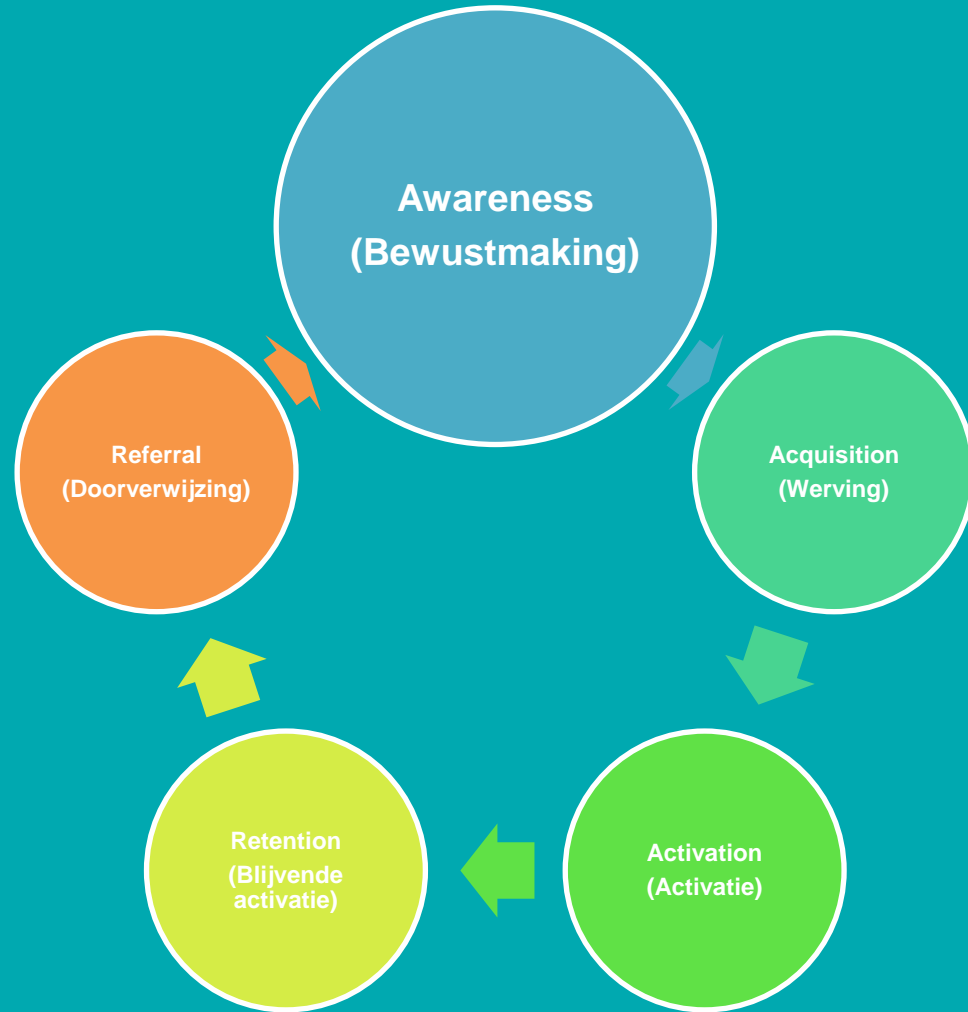 Awareness
(Bewustmaking)
Acquisition
(Werving)
Activation
(Activatie)
Retention
(Blijvende
activatie)
Referral
(Doorverwijzing)